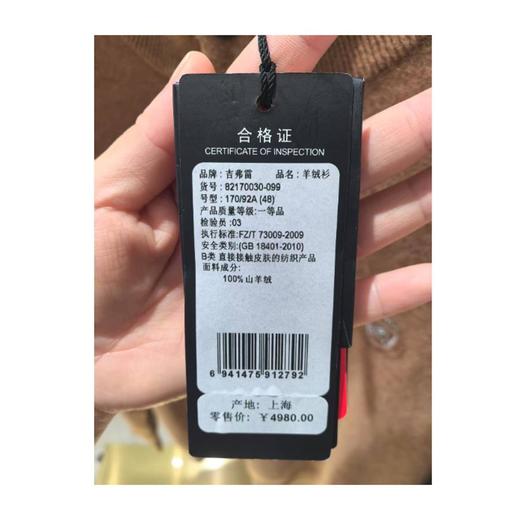 合格证
CERTIFICATE OF INSPECTION
品牌: 吉弗雷 品名: 羊绒衫
货号: 82170030-099
号型: 170/92A (48)
产品质量等级: 一等品
检验员: 03
执行标准:FZ/T 73009-2009
安全类别:(GB 18401-2010)
B类 直接接触皮肤的纺织产品
面料成分:
100%山羊绒
6 941475 912792
产地: 上海
零售价: ￥4980.00